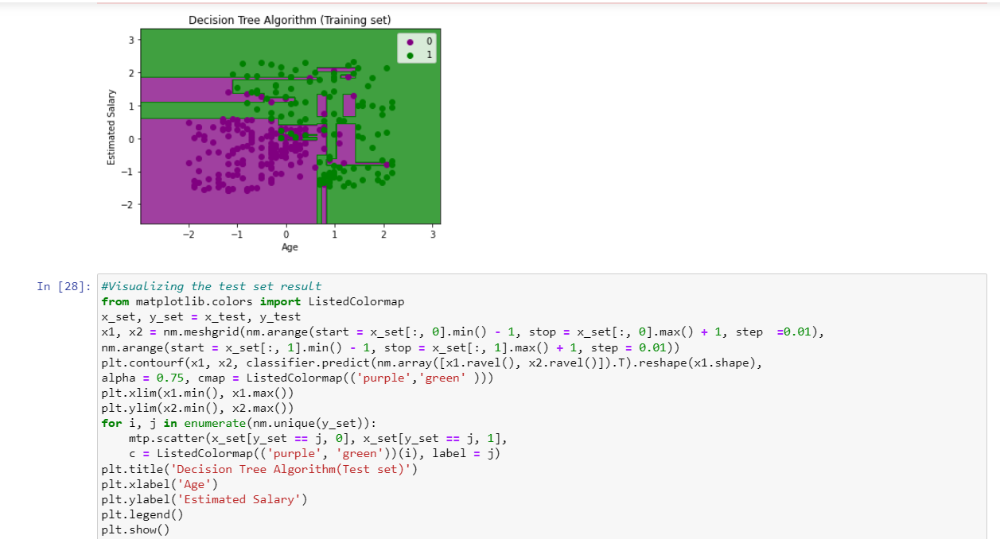 Decision Tree Algorithm (Training set)
3
2
1
0
−1
−2
Estimated Salary
0
1
−2
−1
0
1
2
3
Age
In [28]:
#Visualizing the test set result
from matplotlib.colors import ListedColormap
x_set, y_set = x_test, y_test
x1, x2 = nm.meshgrid(nm.arange(start = x_set[:, 0].min() - 1, stop = x_set[:, 0].max() + 1, step  =0.01),
nm.arange(start = x_set[:, 1].min() - 1, stop = x_set[:, 1].max() + 1, step = 0.01))
plt.contourf(x1, x2, classifier.predict(nm.array([x1.ravel(), x2.ravel()]).T).reshape(x1.shape),
alpha = 0.75, cmap = ListedColormap(('purple','green' )))
plt.xlim(x1.min(), x1.max())
plt.ylim(x2.min(), x2.max())
for i, j in enumerate(nm.unique(y_set)):
    mtp.scatter(x_set[y_set == j, 0], x_set[y_set == j, 1],
    c = ListedColormap(('purple', 'green'))(i), label = j)
plt.title('Decision Tree Algorithm(Test set)')
plt.xlabel('Age')
plt.ylabel('Estimated Salary')
plt.legend()
plt.show()